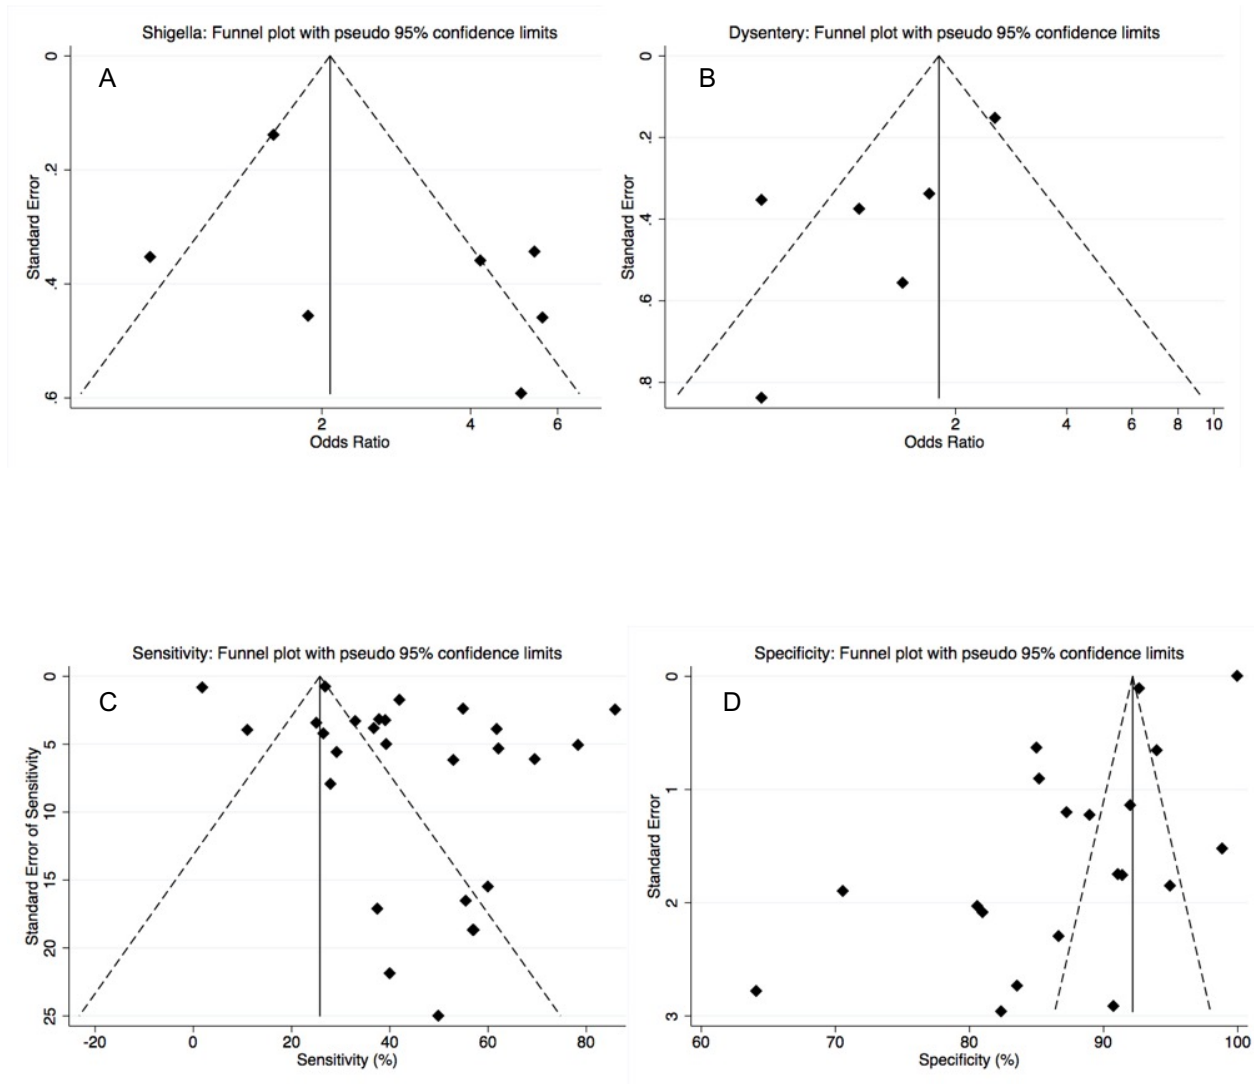 Shigella: Funnel plot with pseudo 95% confidence limits
A
Standard Error
0
.2
.4
.6
2 4 6
Odds Ratio
Dysentery: Funnel plot with pseudo 95% confidence limits
B
Standard Error
0
.2
.4
.6
.8
2 4 6 8 10
Odds Ratio
Sensitivity: Funnel plot with pseudo 95% confidence limits
C
Standard Error of Sensitivity
0
5
10
15
20
25
-20 0 20 40 60 80
Sensitivity (%)
Specificity: Funnel plot with pseudo 95% confidence limits
D
Standard Error
0
1
2
3
60 70 80 90 100
Specificity (%)